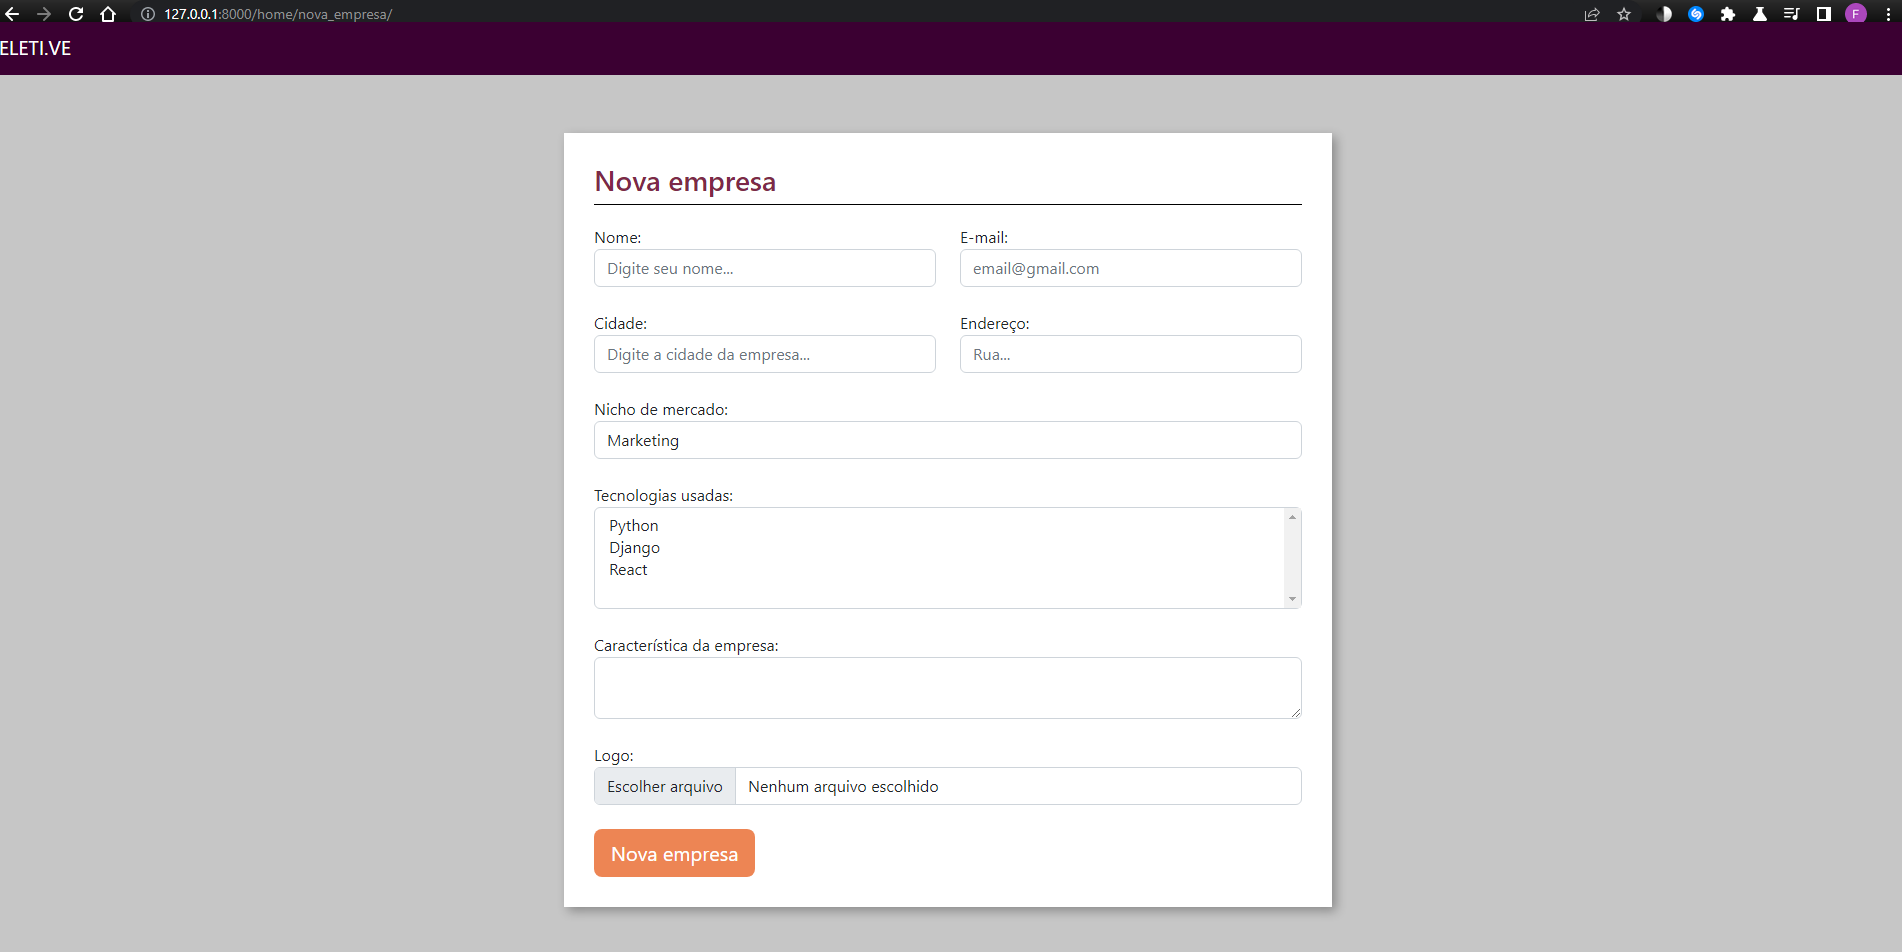 127.0.0.1:8000/home/nova_empresa/
F
ELETI.VE
Nova empresa
Nome:
E-mail:
Digite seu nome...
email@gmail.com
Cidade:
Endereço:
Digite a cidade da empresa...
Rua...
Nicho de mercado:
Marketing
Tecnologias usadas:
Python
Django
React
Característica da empresa:
Logo:
Escolher arquivo
Nenhum arquivo escolhido
Nova empresa